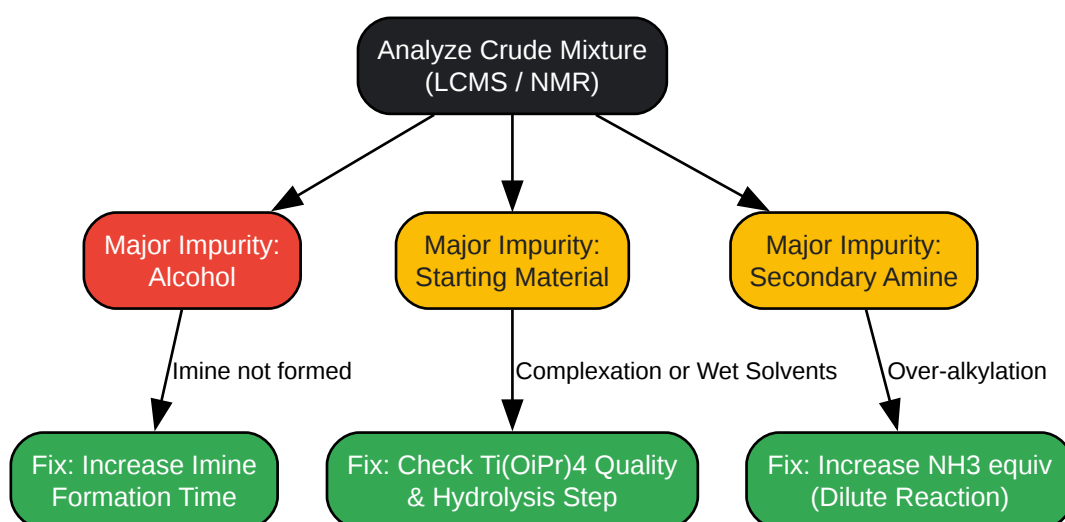 Analyze Crude Mixture
(LCMS / NMR)
Major Impurity:
Alcohol
Major Impurity:
Starting Material
Major Impurity:
Secondary Amine
Imine not formed
Complexation or Wet Solvents
Over-alkylation
Fix: Increase Imine
Formation Time
Fix: Check Ti(OiPr)4 Quality
& Hydrolysis Step
Fix: Increase NH3 equiv
(Dilute Reaction)